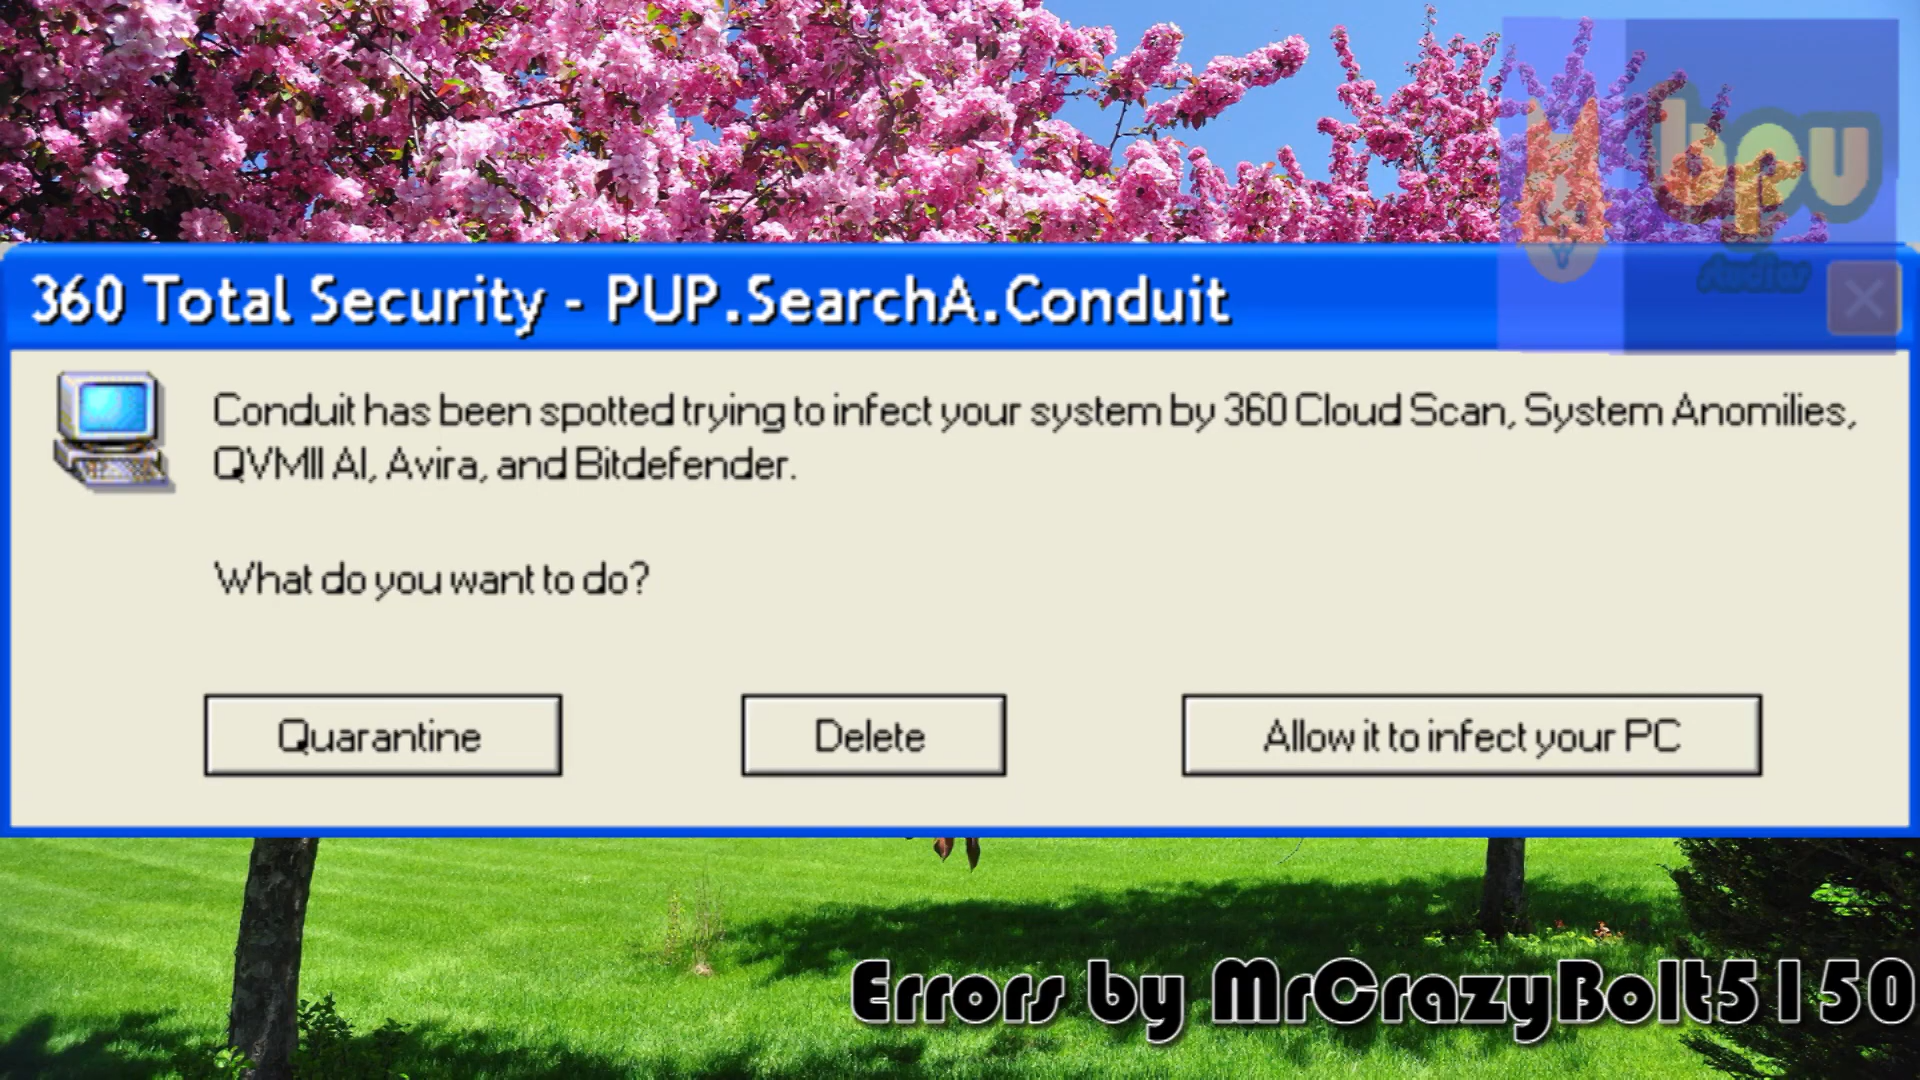 bpu
Studios
360 Total Security - PUP.SearchA.Conduit
Conduit has been spotted trying to infect your system by 360 Cloud Scan, System Anomilies,
QVMII AI, Avira, and Bitdefender.
What do you want to do?
Quarantine
Delete
Allow it to infect your PC
Errors by MrCrazyBolt5150